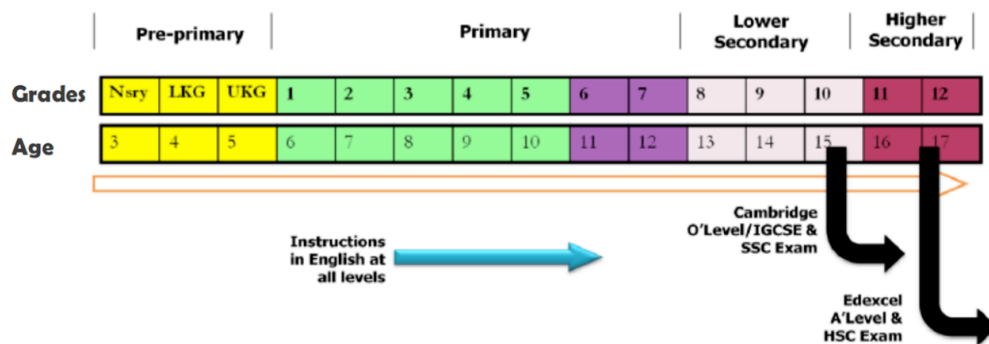 Pre-primary Primary Lower Secondary Higher Secondary
Grades Nsry LKG UKG 1 2 3 4 5 6 7 8 9 10 11 12
Age 3 4 5 6 7 8 9 10 11 12 13 14 15 16 17
Instructions
in English at
all levels
Cambridge
O'Level/IGCSE &
SSC Exam
Edexcel
A'Level &
HSC Exam